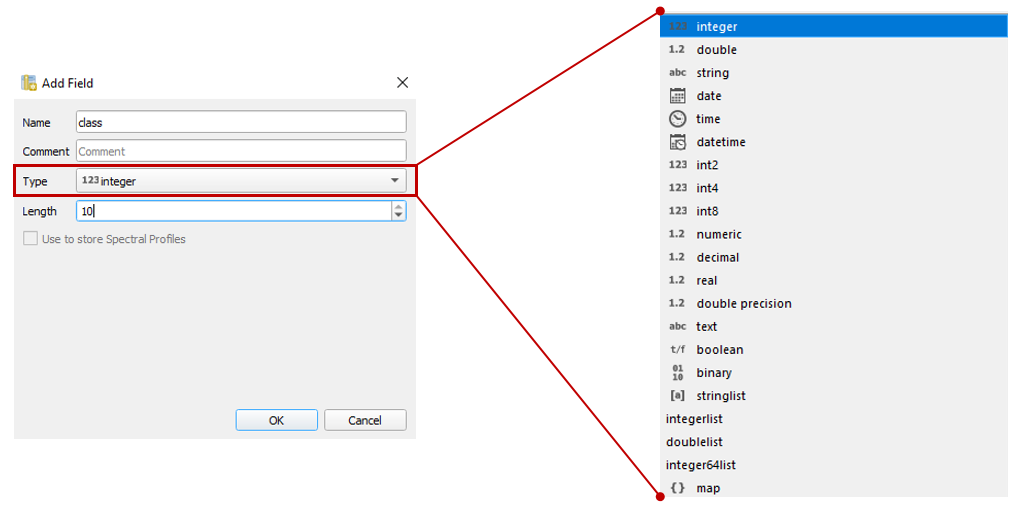 Add Field
Name class
Comment Comment
Type 123 integer
Length 10
Use to store Spectral Profiles
OK Cancel
123 integer
1.2 double
abc string
date
time
datetime
123 int2
123 int4
123 int8
1.2 numeric
1.2 decimal
1.2 real
1.2 double precision
abc text
t/f boolean
01
10 binary
[a] stringlist
integerlist
doublelist
integer64list
{} map